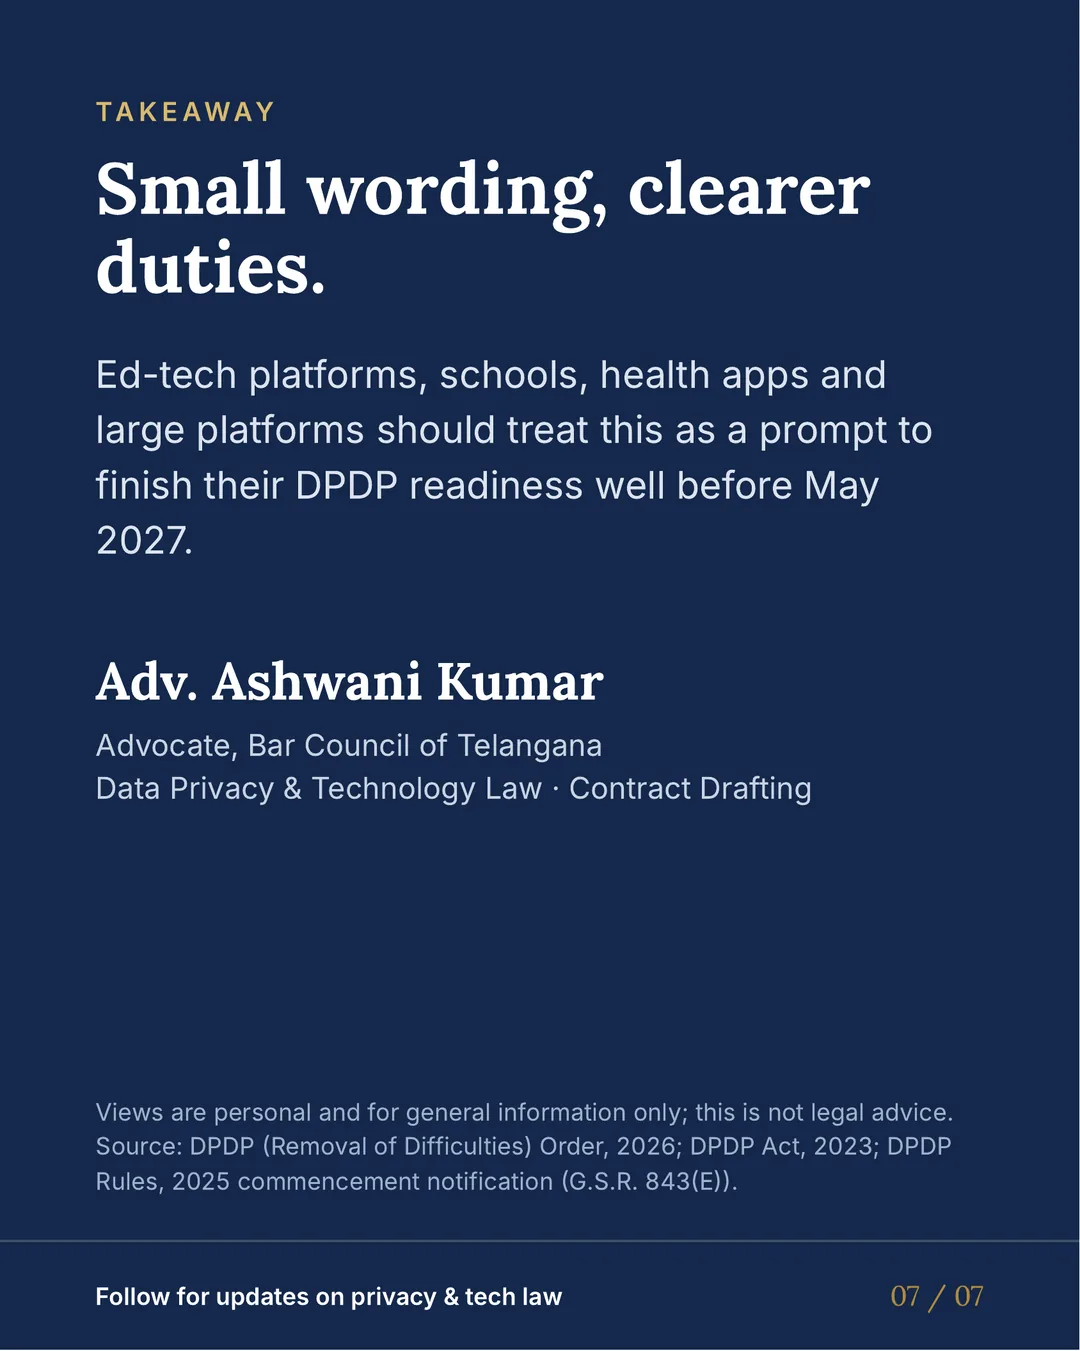 TAKEAWAY
Small wording, clearer
duties.
Ed-tech platforms, schools, health apps and
large platforms should treat this as a prompt to
finish their DPDP readiness well before May
2027.
Adv. Ashwani Kumar
Advocate, Bar Council of Telangana
Data Privacy & Technology Law · Contract Drafting
Views are personal and for general information only; this is not legal advice.
Source: DPDP (Removal of Difficulties) Order, 2026; DPDP Act, 2023; DPDP
Rules, 2025 commencement notification (G.S.R. 843(E)).
Follow for updates on privacy & tech law
07 / 07